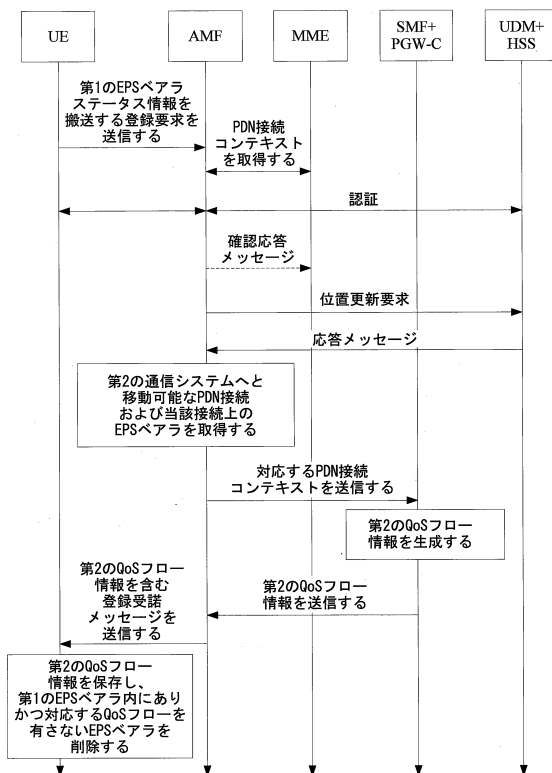 UE
AMF
MME
SMF+
PGW-C
UDM+
HSS
第1のEPSベアラ
ステータス情報を
搬送する登録要求を
送信する
PDN接続
コンテキスト
を取得する
認証
確認応答
メッセージ
位置更新要求
応答メッセージ
第2の通信システムへと
移動可能なPDN接続
および当該接続上の
EPSベアラを取得する
対応するPDN接続
コンテキストを送信する
第2のQoSフロー
情報を生成する
第2のQoSフロー
情報を送信する
第2のQoSフロー
情報を含む
登録受諾
メッセージを
送信する
第2のQoSフロー
情報を保存し、
第1のEPSベアラ内にあり
かつ対応するQoSフローを
有さないEPSベアラを
削除する